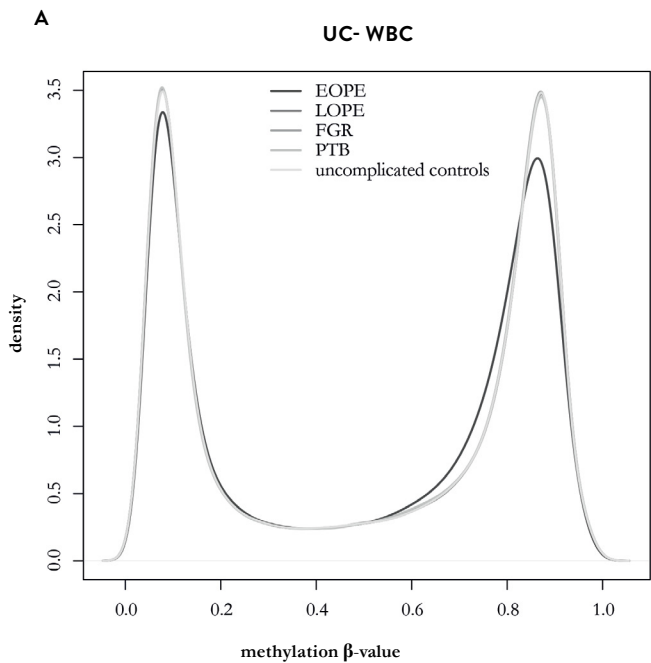 A
UC- WBC
EOPE
LOPE
FGR
PTB
uncomplicated controls
3.5
3.0
2.5
2.0
1.5
1.0
0.5
0.0
density
0.0 0.2 0.4 0.6 0.8 1.0
methylation β-value